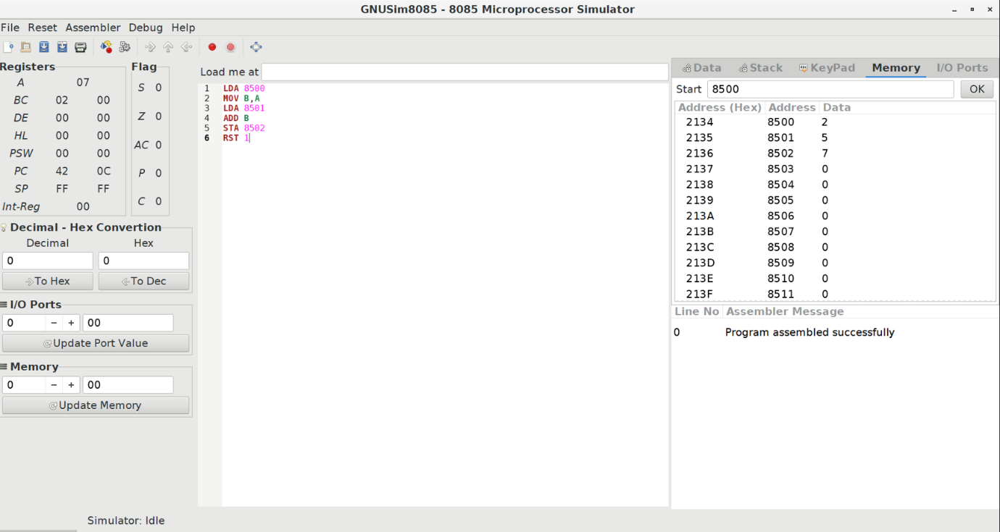 GNUSim8085 - 8085 Microprocessor Simulator
File Reset Assembler Debug Help
Registers
A 07
BC 02 00
DE 00 00
HL 00 00
PSW 00 00
PC 42 0C
SP FF FF
Int-Reg 00
Flag
S 0
Z 0
AC 0
P 0
C 0
Decimal - Hex Convertion
Decimal Hex
0 0
To Hex To Dec
I/O Ports
0 - + 00
Update Port Value
Memory
0 - + 00
Update Memory
Load me at
1 LDA 8500
2 MOV B,A
3 LDA 8501
4 ADD B
5 STA 8502
6 RST 1
Data Stack KeyPad Memory I/O Ports
Start 8500 OK
Address (Hex) Address Data
2134 8500 2
2135 8501 5
2136 8502 7
2137 8503 0
2138 8504 0
2139 8505 0
213A 8506 0
213B 8507 0
213C 8508 0
213D 8509 0
213E 8510 0
213F 8511 0
Line No Assembler Message
0 Program assembled successfully
Simulator: Idle